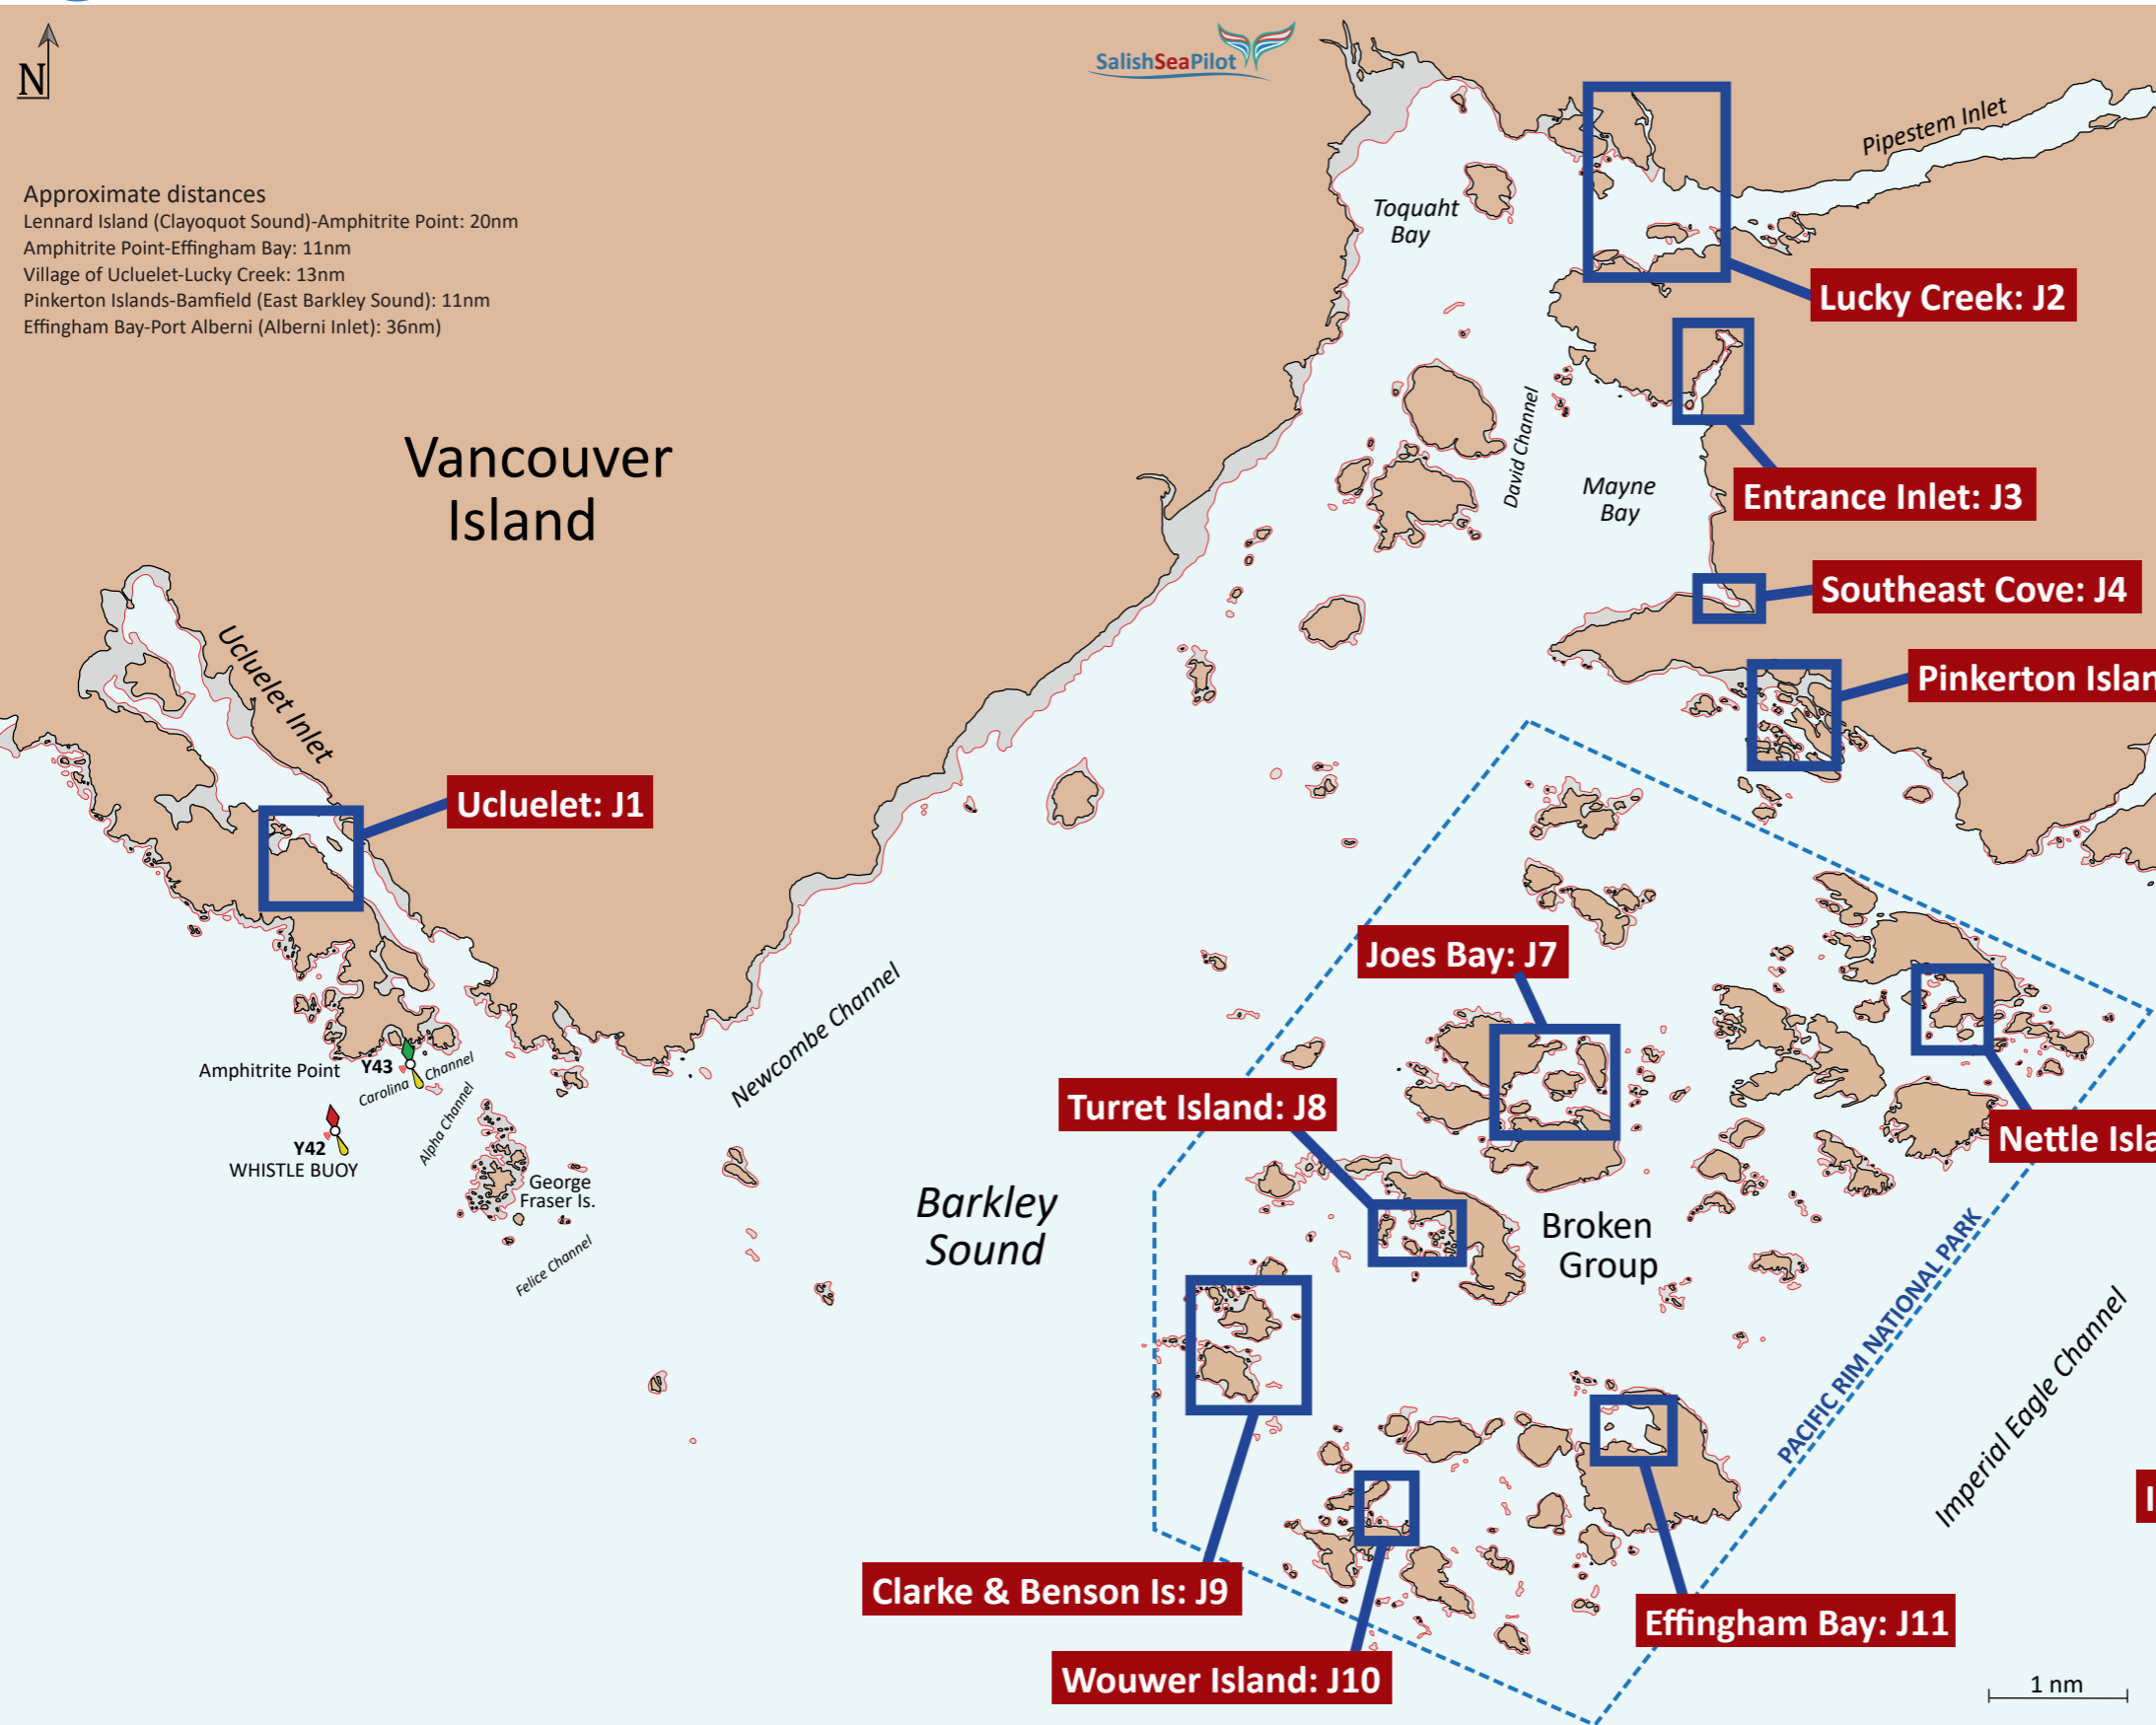 N
SalishSeaPilot
Pipestem Inlet
Approximate distances
Lennard Island (Clayoquot Sound)-Amphitrite Point: 20nm
Amphitrite Point-Effingham Bay: 11nm
Village of Ucluelet-Lucky Creek: 13nm
Pinkerton Islands-Bamfield (East Barkley Sound): 11nm
Effingham Bay-Port Alberni (Alberni Inlet): 36nm)
Toquaht
Bay
Lucky Creek: J2
Vancouver
Island
David Channel
Mayne
Bay
Entrance Inlet: J3
Southeast Cove: J4
Ucluelet Inlet
Pinkerton Islan
Ucluelet: J1
Joes Bay: J7
Newcombe Channel
Amphitrite Point
Y43
Carolina Channel
Alpha Channel
Turret Island: J8
Y42
WHISTLE BUOY
Nettle Isla
George
Fraser Is.
Felice Channel
Barkley
Sound
Broken
Group
PACIFIC RIM NATIONAL PARK
Imperial Eagle Channel
Clarke & Benson Is: J9
Effingham Bay: J11
Wouwer Island: J10
1 nm